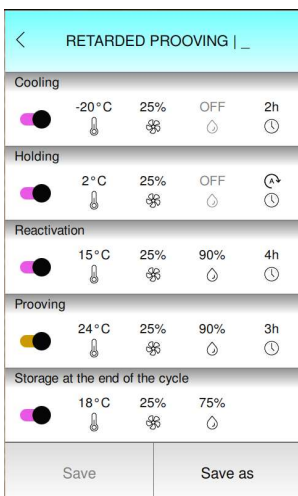 RETARDED PROOVING | _
Cooling
-20°C 25% OFF 2h
Holding
2°C 25% OFF A
Reactivation
15°C 25% 90% 4h
Prooving
24°C 25% 90% 3h
Storage at the end of the cycle
18°C 25% 75%
Save Save as